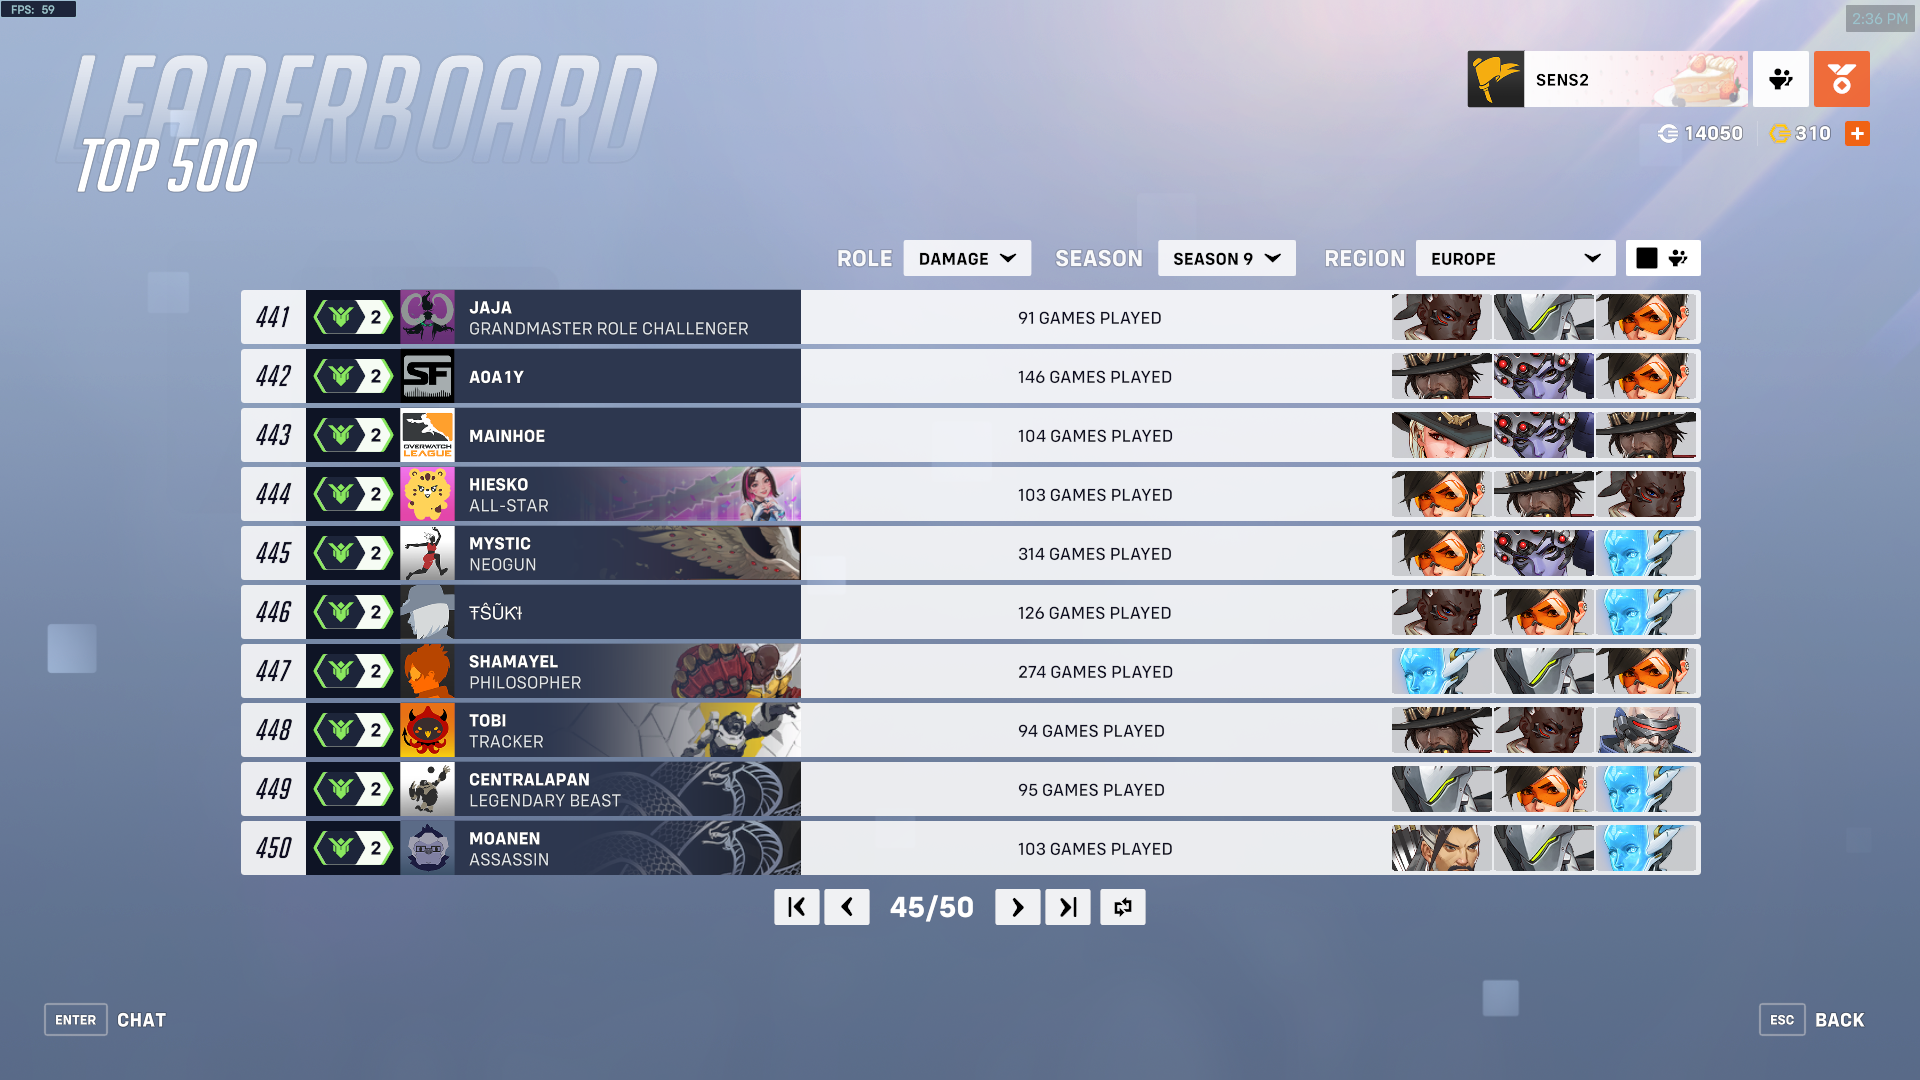 FPS: 59
2:36 PM
LEADERBOARD
TOP 500
SENS2
14050
310
ROLE DAMAGE SEASON SEASON 9 REGION EUROPE
441 2 JAJA
GRANDMASTER ROLE CHALLENGER
91 GAMES PLAYED
442 2 SF A0A1Y
146 GAMES PLAYED
443 2 OVERWATCH LEAGUE MAINHOE
104 GAMES PLAYED
444 2 HIESKO
ALL-STAR
103 GAMES PLAYED
445 2 MYSTIC
NEOGUN
314 GAMES PLAYED
446 2 ŦŜŨƘƗ
126 GAMES PLAYED
447 2 SHAMAYEL
PHILOSOPHER
274 GAMES PLAYED
448 2 TOBI
TRACKER
94 GAMES PLAYED
449 2 CENTRALAPAN
LEGENDARY BEAST
95 GAMES PLAYED
450 2 MOANEN
ASSASSIN
103 GAMES PLAYED
45/50
ENTER CHAT
ESC BACK